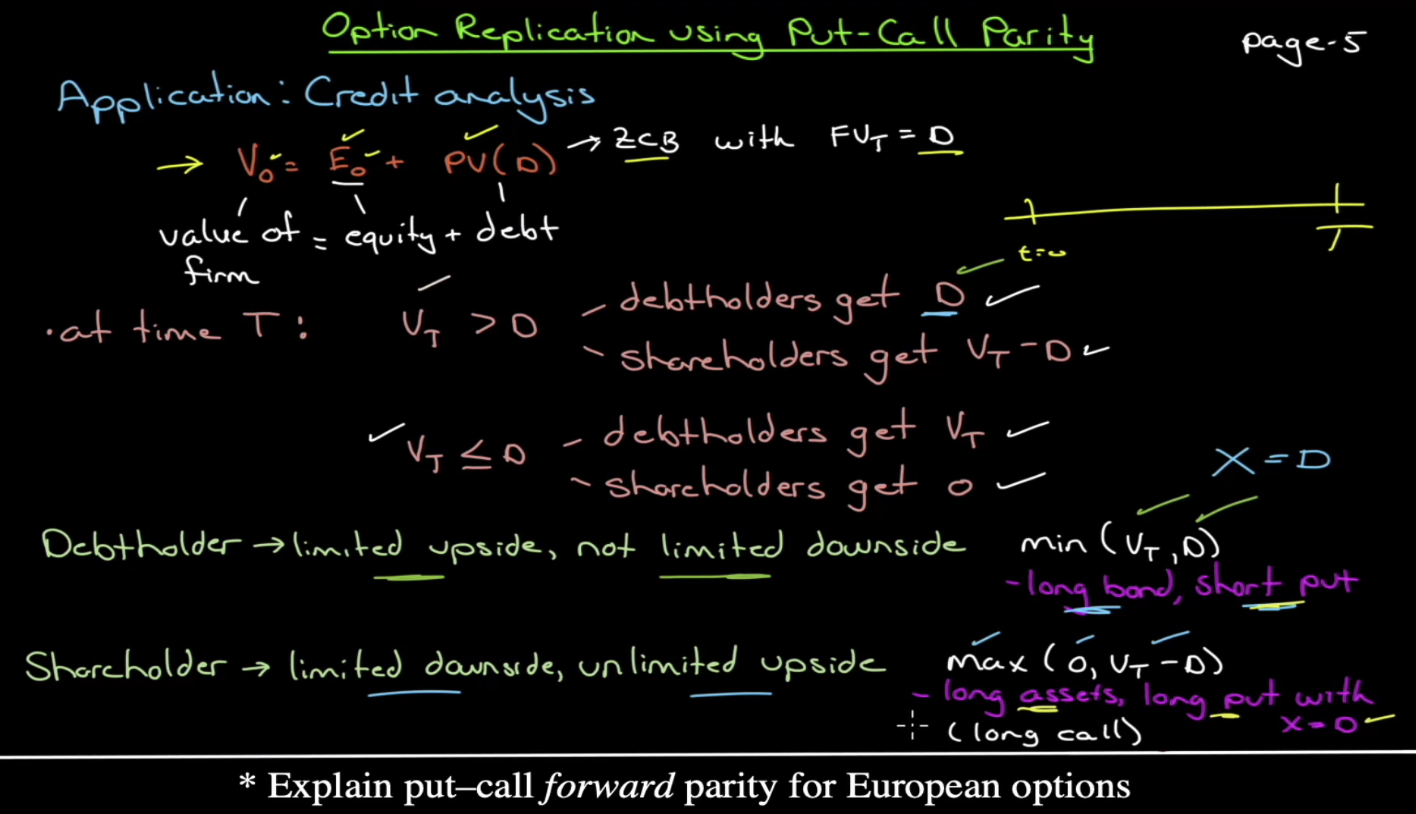 Option Replication using Put-Call Parity
page-5
Application: Credit analysis
→ V₀ = E₀ + PV(D) → ZCB with FV_T = D
value of firm = equity + debt
t=0 T
• at time T: V_T > D - debtholders get D
- shareholders get V_T - D
V_T ≤ D - debtholders get V_T
- shareholders get 0
X = D
Debtholder → limited upside, not limited downside min (V_T, D)
- long bond, short put
Shareholder → limited downside, unlimited upside max (0, V_T - D)
- long assets, long put with X = D
(long call)
* Explain put–call forward parity for European options